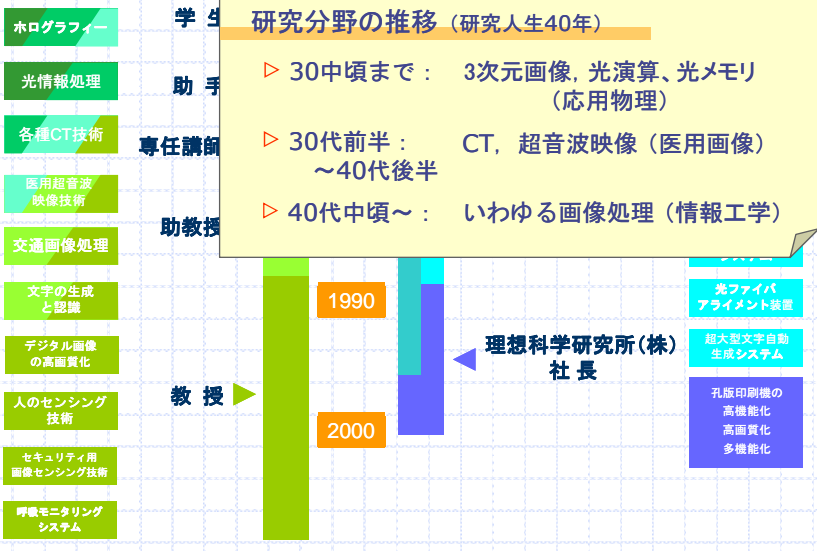 ホログラフィー
光情報処理
各種CT技術
医用超音波
映像技術
交通画像処理
文字の生成
と認識
デジタル画像
の高画質化
人のセンシング
技術
セキュリティ用
画像センシング技術
呼吸モニタリング
システム
学 生
助 手
専任講師
助教授
教 授
研究分野の推移（研究人生40年）
30中頃まで： 3次元画像，光演算、光メモリ
（応用物理）
30代前半： CT， 超音波映像（医用画像）
～40代後半
40代中頃～： いわゆる画像処理（情報工学）
1990
2000
理想科学研究所（株）
社 長
システム
光ファイバ
アライメント装置
超大型文字自動
生成システム
孔版印刷機の
高機能化
高画質化
多機能化